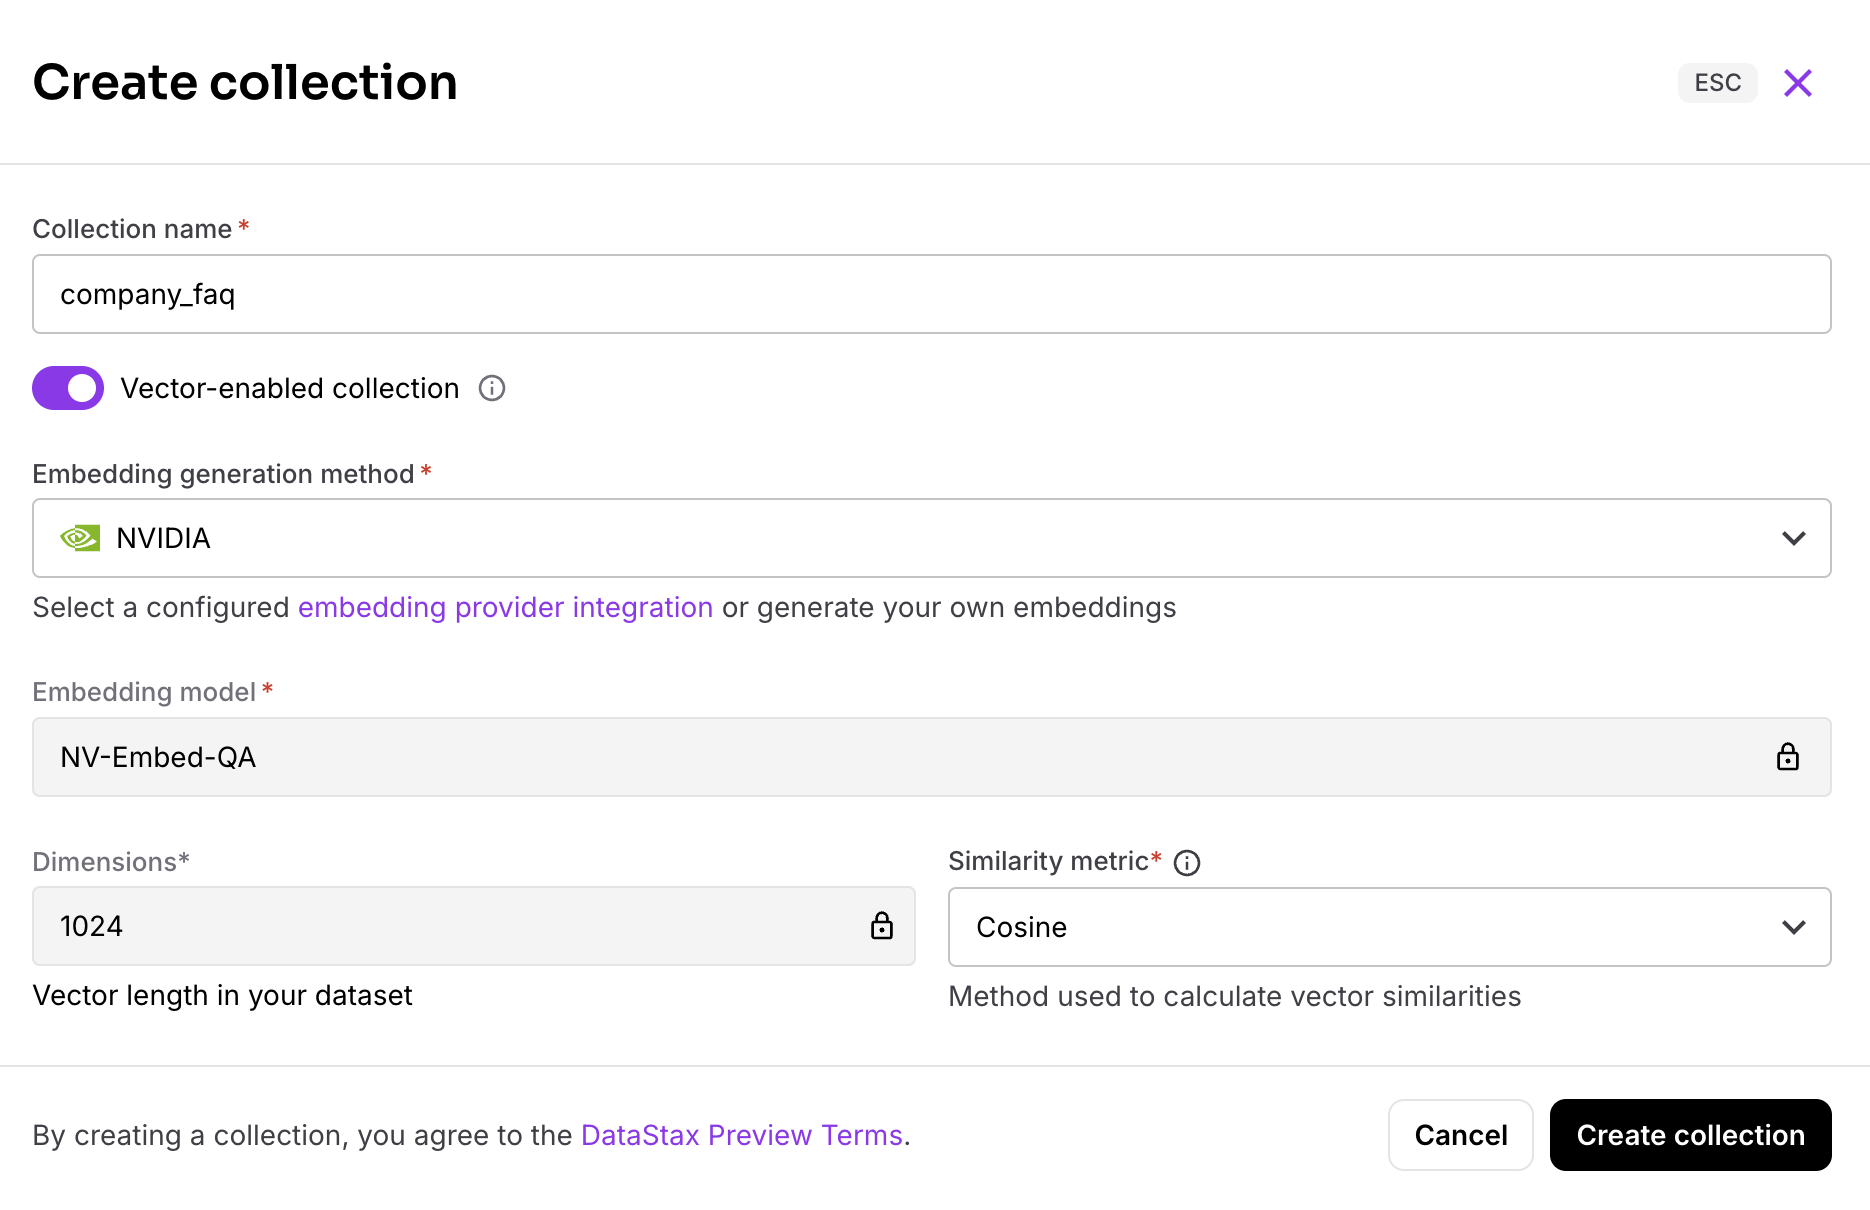 Create collection
ESC
Collection name*
company_faq
Vector-enabled collection
Embedding generation method*
NVIDIA
Select a configured embedding provider integration or generate your own embeddings
Embedding model*
NV-Embed-QA
Dimensions*
1024
Vector length in your dataset
Similarity metric*
Cosine
Method used to calculate vector similarities
By creating a collection, you agree to the DataStax Preview Terms.
Cancel
Create collection